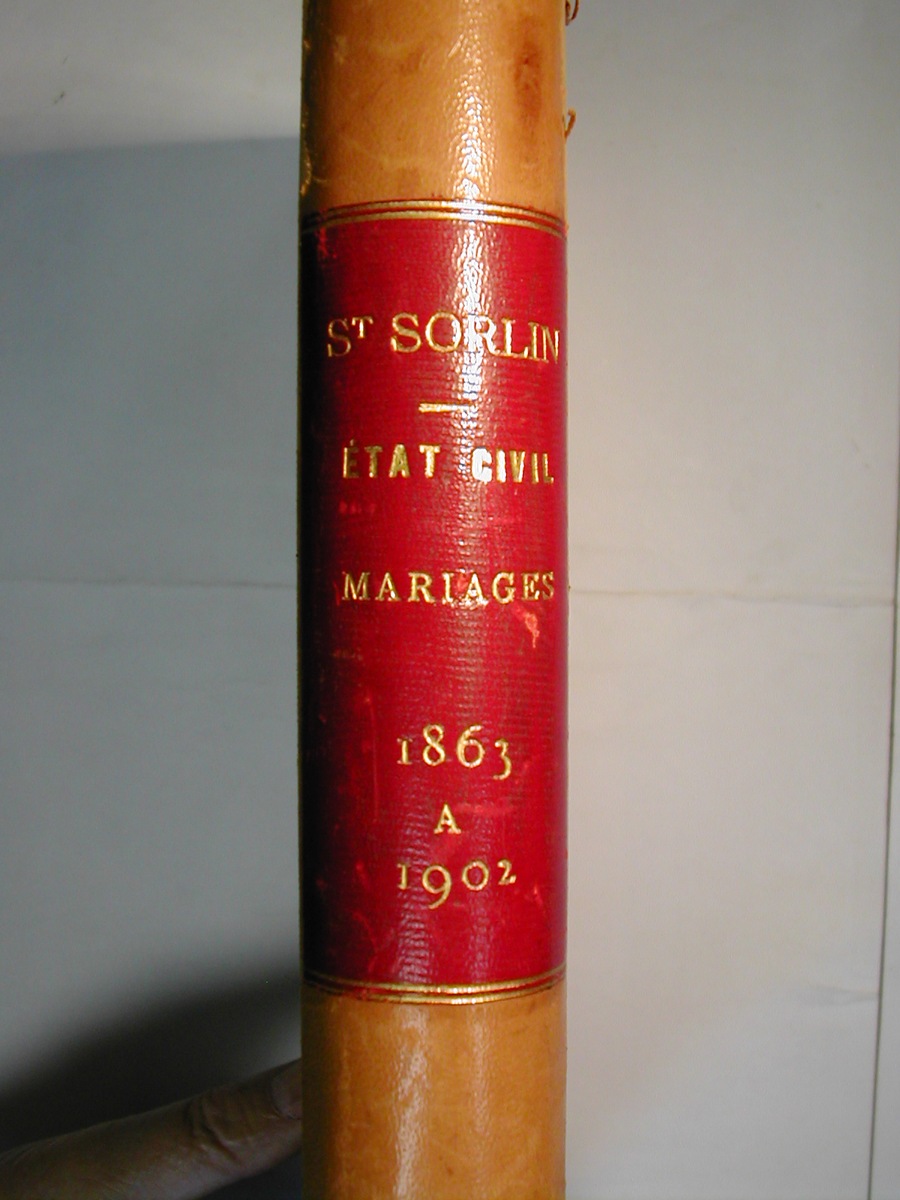 ST SORLIN
ÉTAT CIVIL
MARIAGES
1863
A
1902